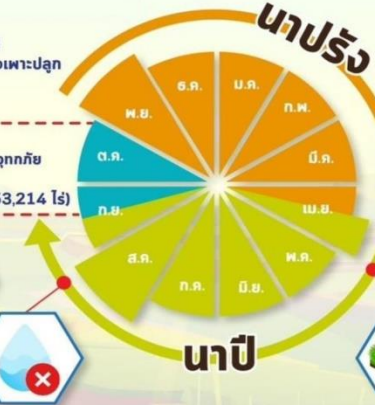 นาปรัง
เพาะปลูก
ธ.ค.
ม.ค.
พ.ย.
ก.พ.
ต.ค.
มี.ค.
อุทกภัย
53,214 ไร่)
ก.ย.
เม.ย.
ส.ค.
พ.ค.
ก.ค.
มิ.ย.
นาปี